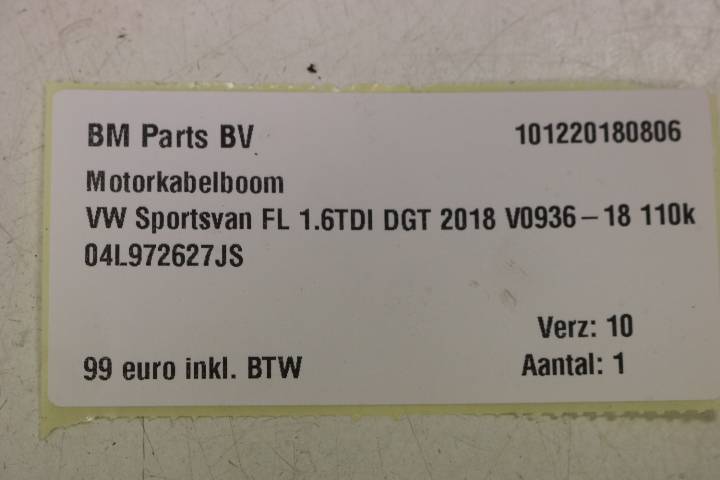 BM Parts BV 101220180806
Motorkabelboom
VW Sportsvan FL 1.6TDI DGT 2018 V0936-18 110k
04L972627JS
Verz: 10
99 euro inkl. BTW Aantal: 1